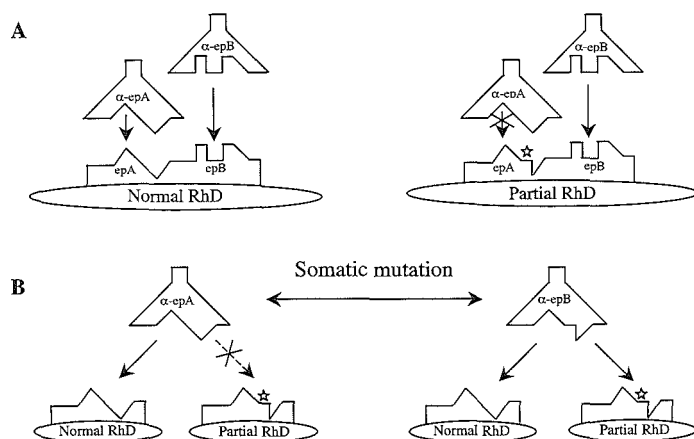 A
α-epB
α-epB
α-epA
α-epA
epA
epB
epA
epB
Normal RhD
Partial RhD
Somatic mutation
B
α-epA
α-epB
Normal RhD
Partial RhD
Normal RhD
Partial RhD